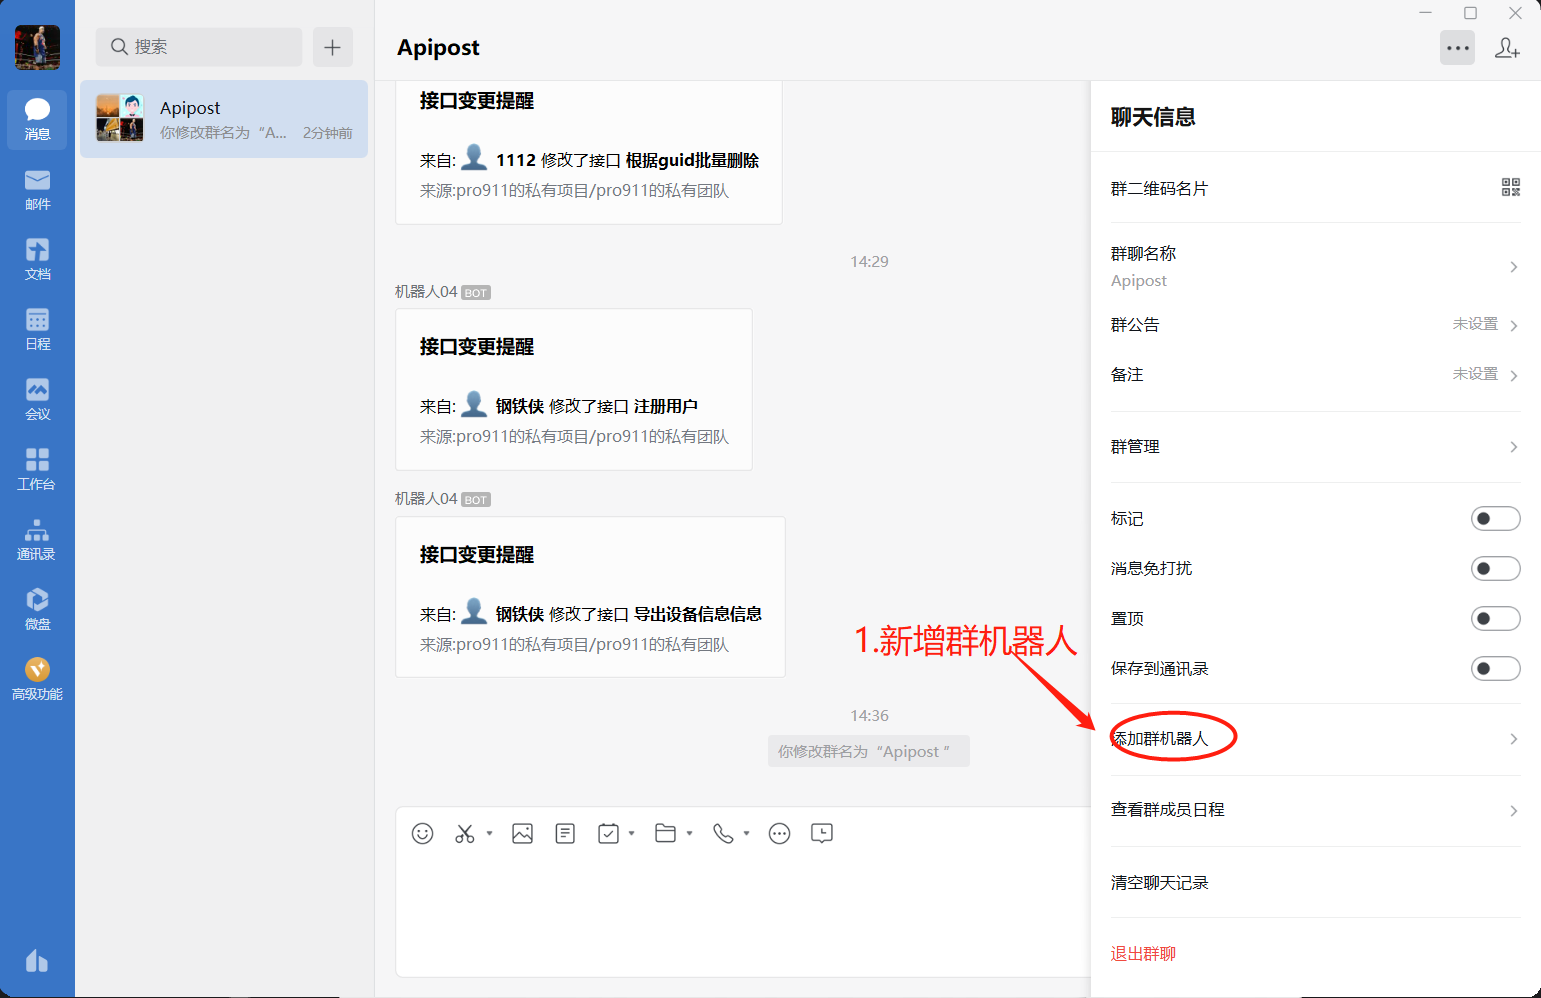 搜索
Apipost
你修改群名为“A... 2分钟前
消息
邮件
文档
日程
会议
工作台
通讯录
微盘
高级功能
Apipost
接口变更提醒
来自: 1112 修改了接口 根据guid批量删除
来源:pro911的私有项目/pro911的私有团队
14:29
机器人04 BOT
接口变更提醒
来自: 钢铁侠 修改了接口 注册用户
来源:pro911的私有项目/pro911的私有团队
机器人04 BOT
接口变更提醒
来自: 钢铁侠 修改了接口 导出设备信息信息
来源:pro911的私有项目/pro911的私有团队
1.新增群机器人
14:36
你修改群名为“Apipost ”
聊天信息
群二维码名片
群聊名称
Apipost
群公告 未设置
备注 未设置
群管理
标记
消息免打扰
置顶
保存到通讯录
添加群机器人
查看群成员日程
清空聊天记录
退出群聊